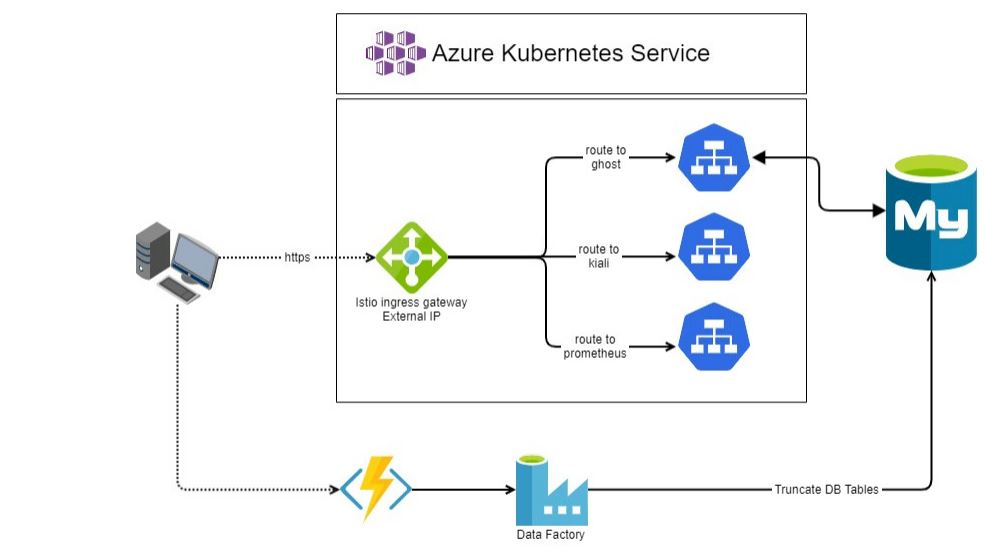 Azure Kubernetes Service
route to
ghost
https
route to
kiali
Istio ingress gateway
External IP
route to
prometheus
My
Truncate DB Tables
Data Factory